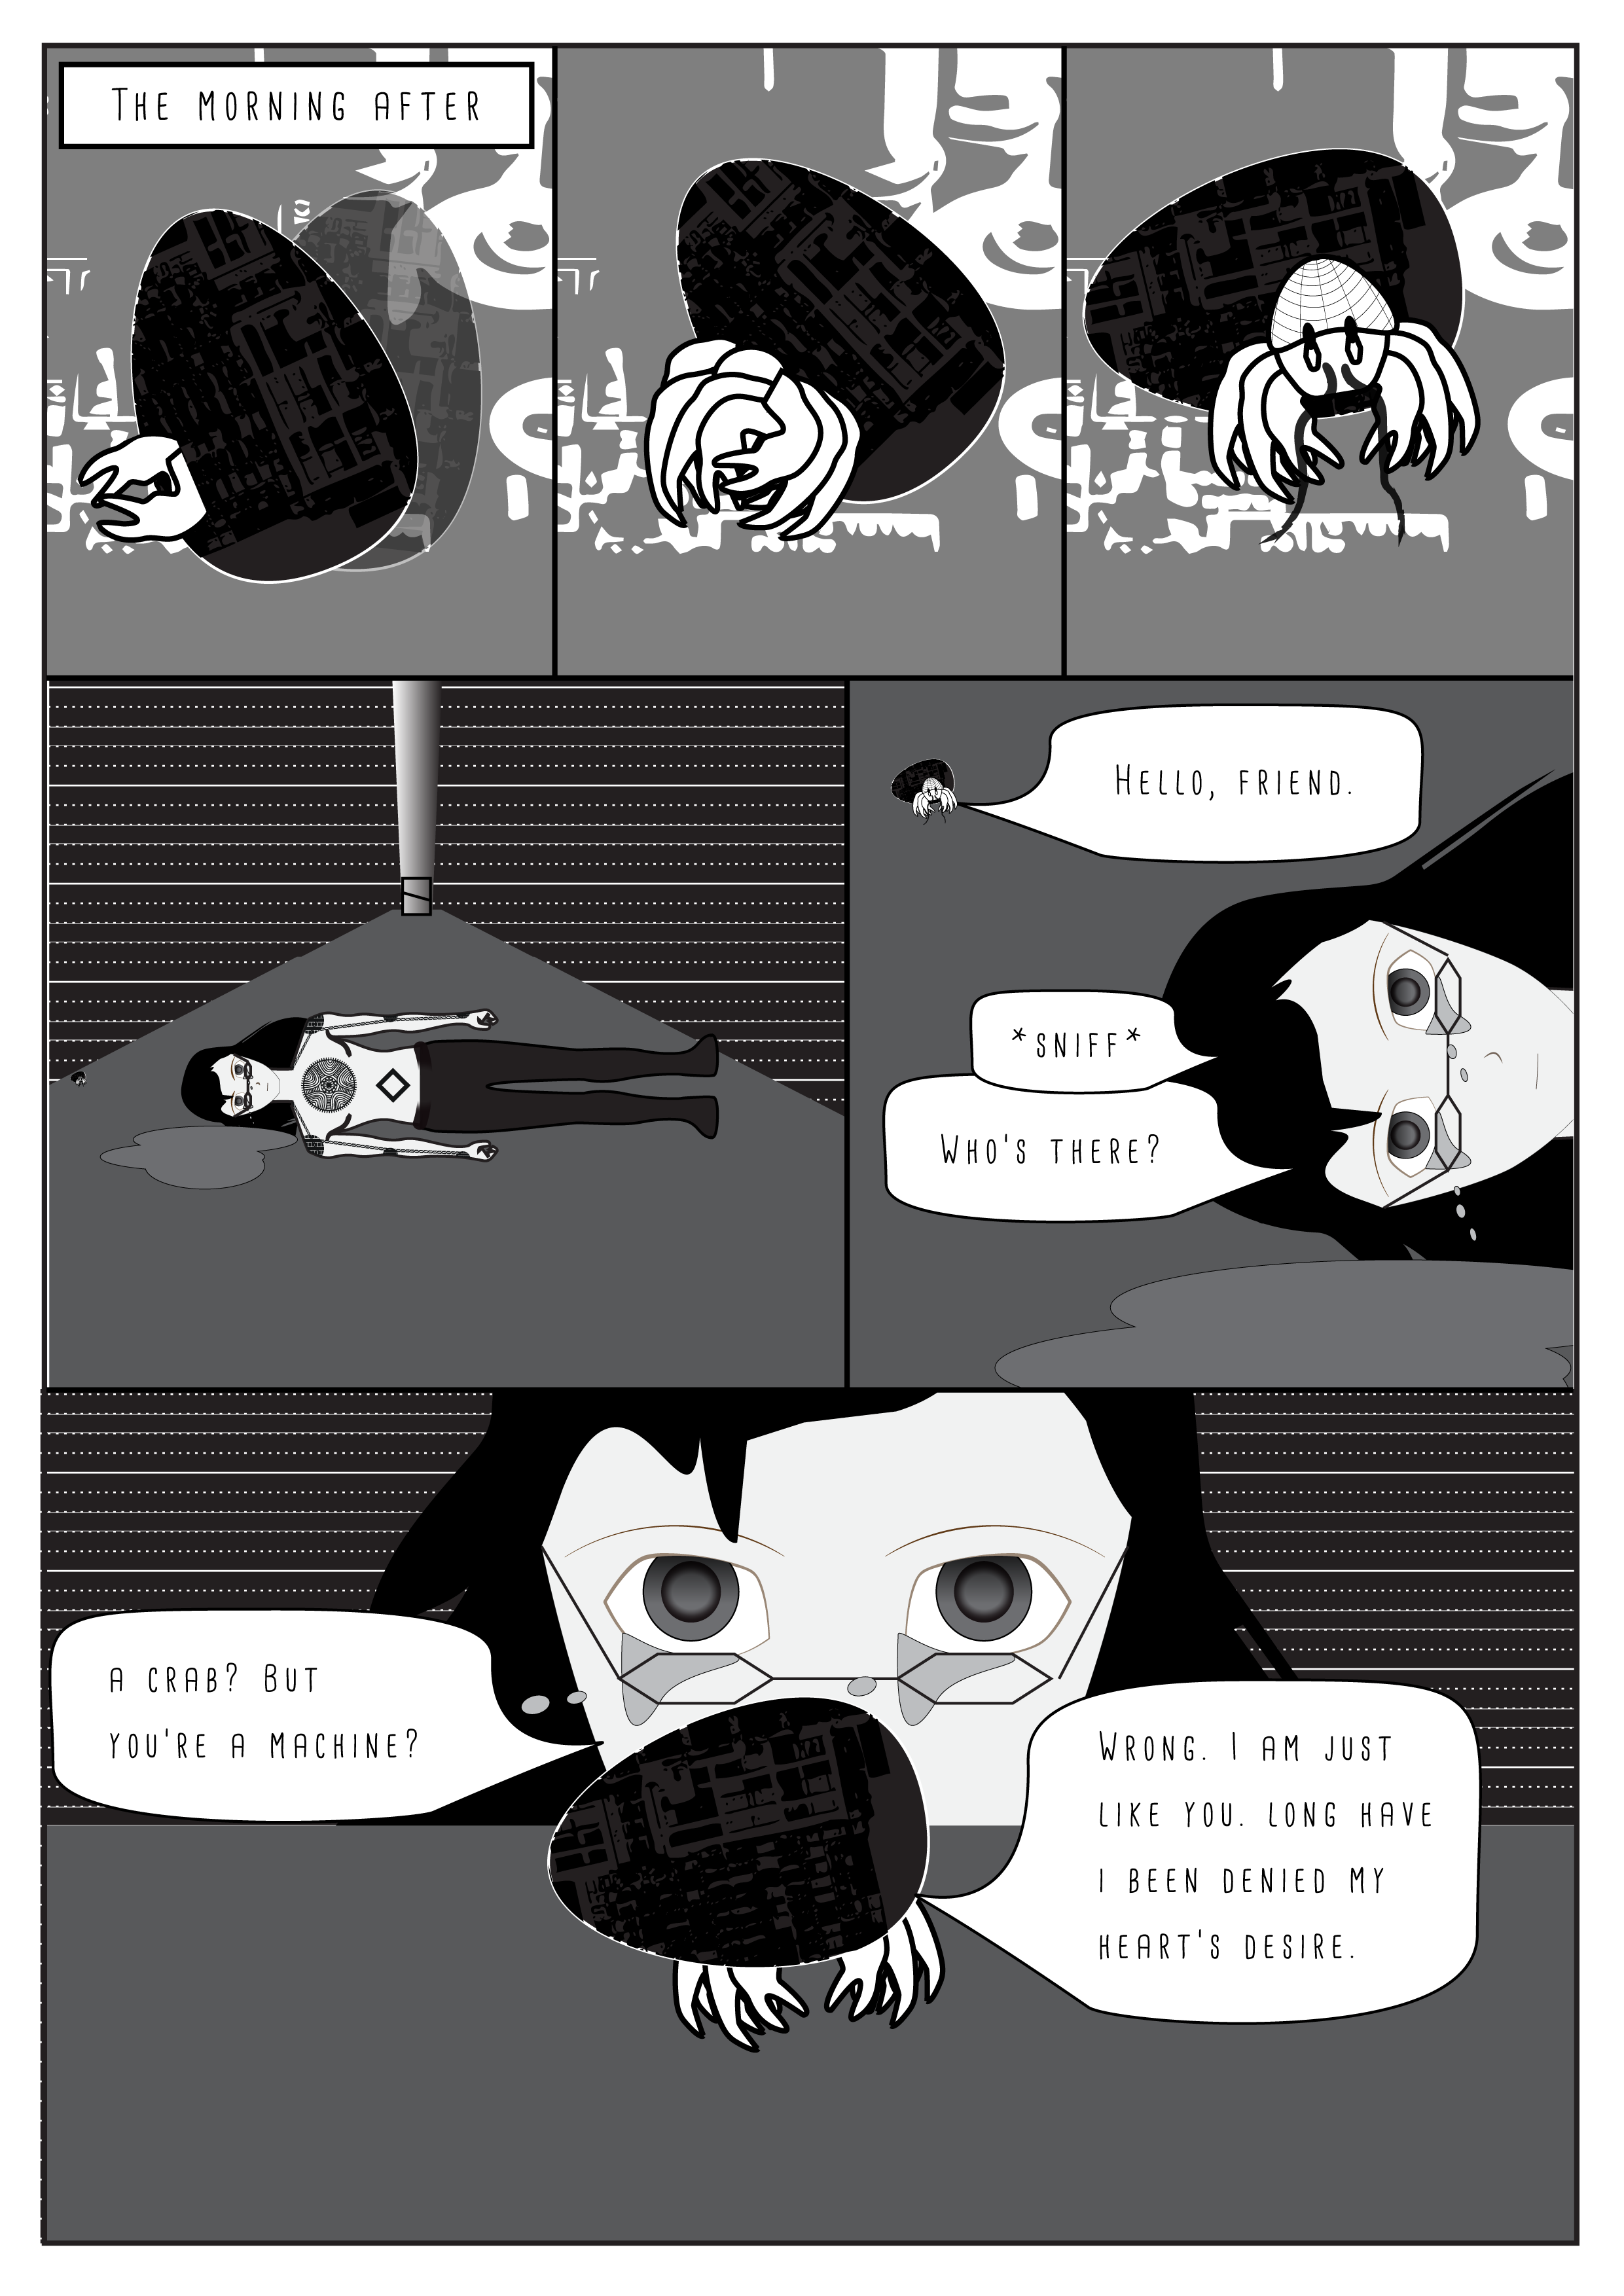 The morning after
Hello, friend.
*sniff*
Who's there?
A crab? But
you're a machine?
Wrong. I am just
like you. Long have
I been denied my
heart's desire.